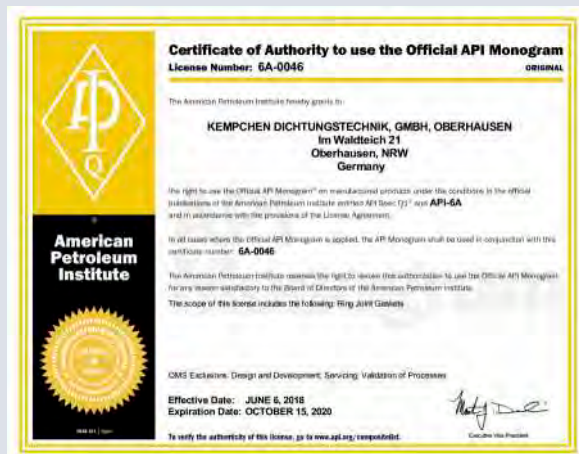 Certificate of Authority to use the Official API Monogram
License Number: 6A-0046
ORIGINAL
The American Petroleum Institute hereby grants to
KEMPCHEN DICHTUNGSTECHNIK, GMBH, OBERHAUSEN
Im Waldteich 21
Oberhausen, NRW
Germany
the right to use the Official API Monogram® on manufactured products under the conditions in the official
publications of the American Petroleum Institute entitled API Spec Q1® and API-6A
and in accordance with the provisions of the License Agreement.
In all cases where the Official API Monogram is applied, the API Monogram shall be used in conjunction with this
certificate number: 6A-0046
The American Petroleum Institute reserves the right to revoke this authorization to use the Official API Monogram
for any reason satisfactory to the Board of Directors of the American Petroleum Institute.
The scope of this license includes the following: Ring Joint Gaskets
QMS Exclusions: Design and Development; Servicing; Validation of Processes
Effective Date: JUNE 6, 2018
Expiration Date: OCTOBER 15, 2020
To verify the authenticity of this license, go to www.api.org/compositelist.
Executive Vice President
API
Q
American
Petroleum
Institute